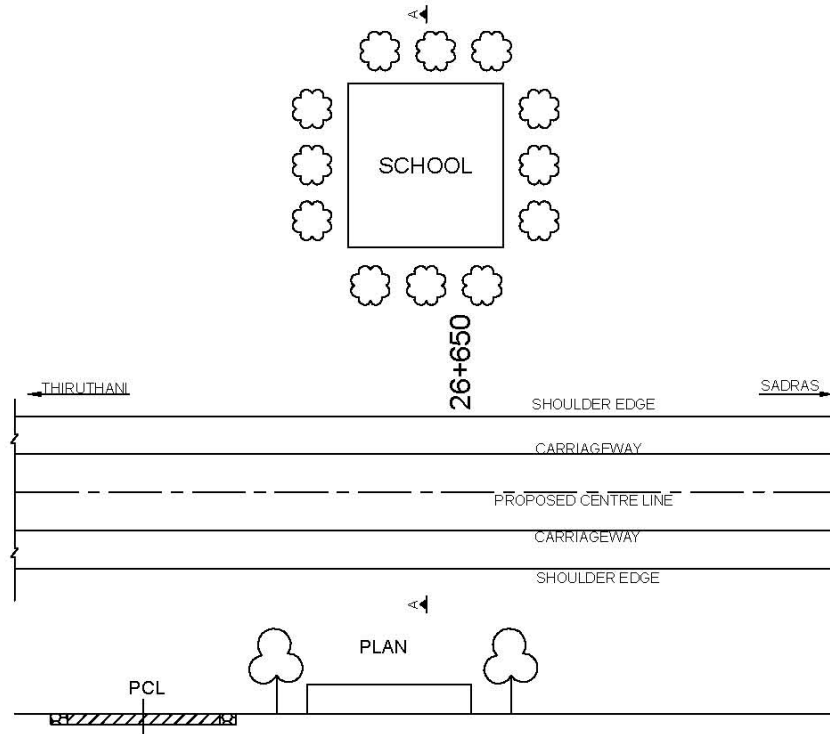 A
SCHOOL
26+650
THIRUTHANI
SADRAS
SHOULDER EDGE
CARRIAGEWAY
PROPOSED CENTRE LINE
CARRIAGEWAY
SHOULDER EDGE
A
PLAN
PCL